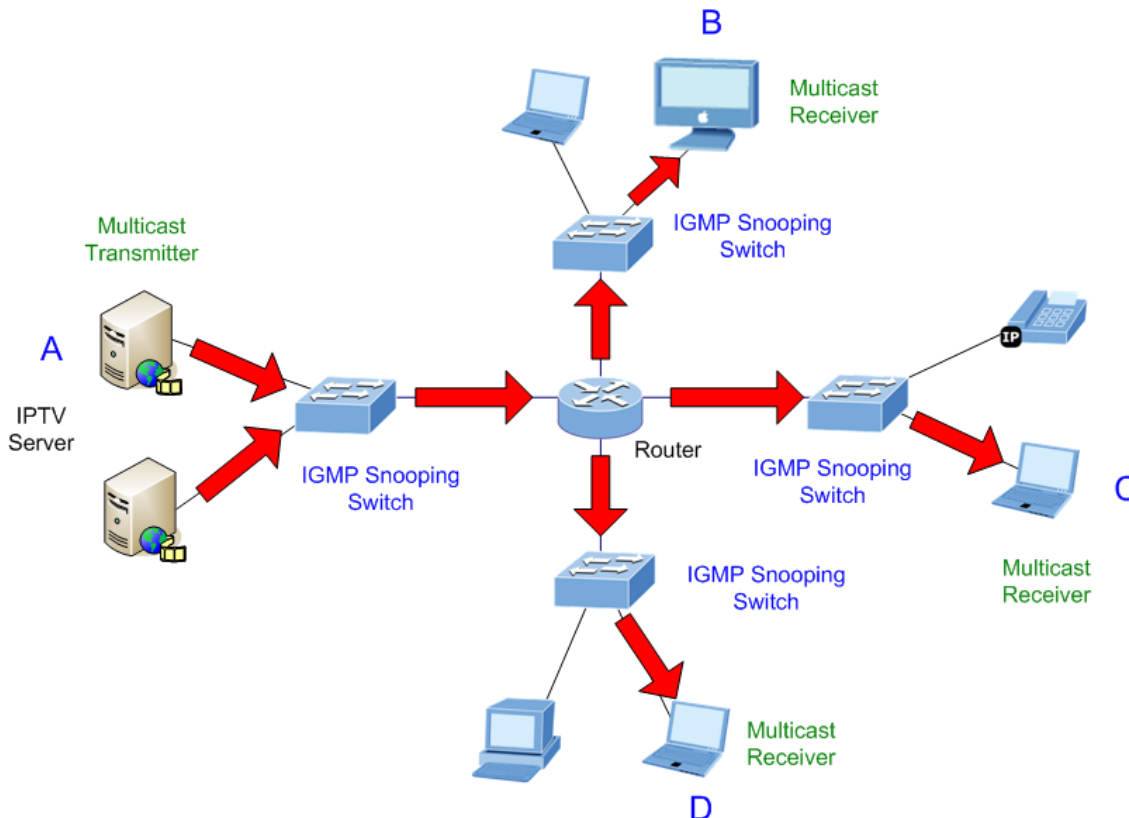 B
Multicast
Receiver
IGMP Snooping
Switch
Multicast
Transmitter
A
IPTV
Server
IGMP Snooping
Switch
Router
IP
IGMP Snooping
Switch
C
Multicast
Receiver
IGMP Snooping
Switch
Multicast
Receiver
D